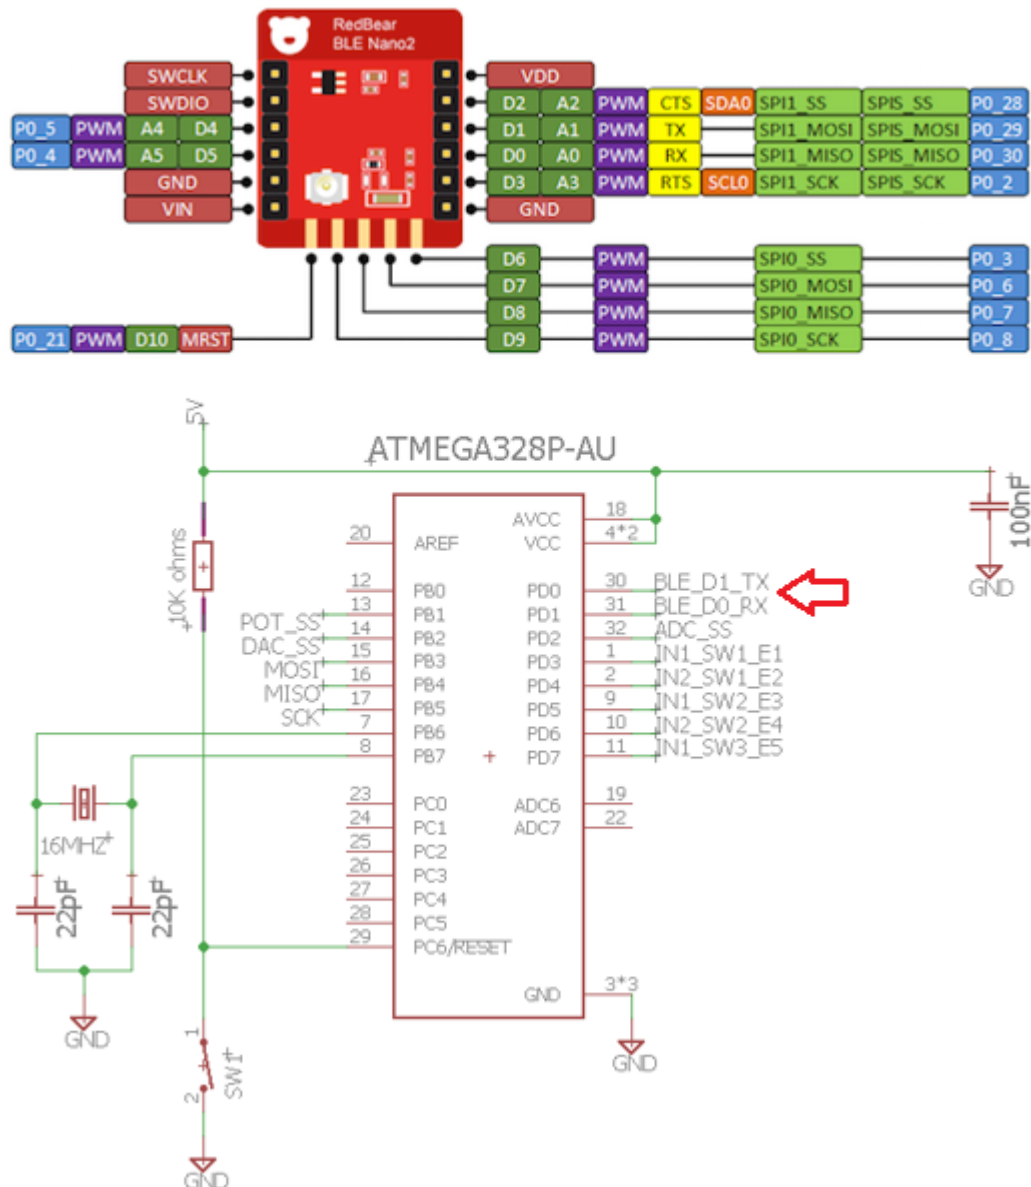 RedBear
BLE Nano2
SWCLK VDD
SWDIO D2 A2 PWM CTS SDA0 SPI1_SS SPIS_SS P0_28
P0_5 PWM A4 D4 D1 A1 PWM TX SPI1_MOSI SPIS_MOSI P0_29
P0_4 PWM A5 D5 D0 A0 PWM RX SPI1_MISO SPIS_MISO P0_30
GND D3 A3 PWM RTS SCL0 SPI1_SCK SPIS_SCK P0_2
VIN GND
D6 PWM SPI0_SS P0_3
D7 PWM SPI0_MOSI P0_6
D8 PWM SPI0_MISO P0_7
P0_21 PWM D10 MRST D9 PWM SPI0_SCK P0_8
5V
ATMEGA328P-AU
10K ohms
100nF
GND
AVCC 18
20 AREF VCC 4*2
12 PB0 PD0 30 BLE_D1_TX
POT_SS 13 PB1 PD1 31 BLE_D0_RX
DAC_SS 14 PB2 PD2 32 ADC_SS
MOSI 15 PB3 PD3 1 IN1_SW1_E1
MISO 16 PB4 PD4 2 IN2_SW1_E2
SCK 17 PB5 PD5 9 IN1_SW2_E3
7 PB6 PD6 10 IN2_SW2_E4
8 PB7 PD7 11 IN1_SW3_E5
23 PC0 ADC6 19
24 PC1 ADC7 22
25 PC2
26 PC3
27 PC4
28 PC5
29 PC6/RESET
GND 3*3
GND
16MHZ
22pF 22pF
GND
1
SW1
2
GND